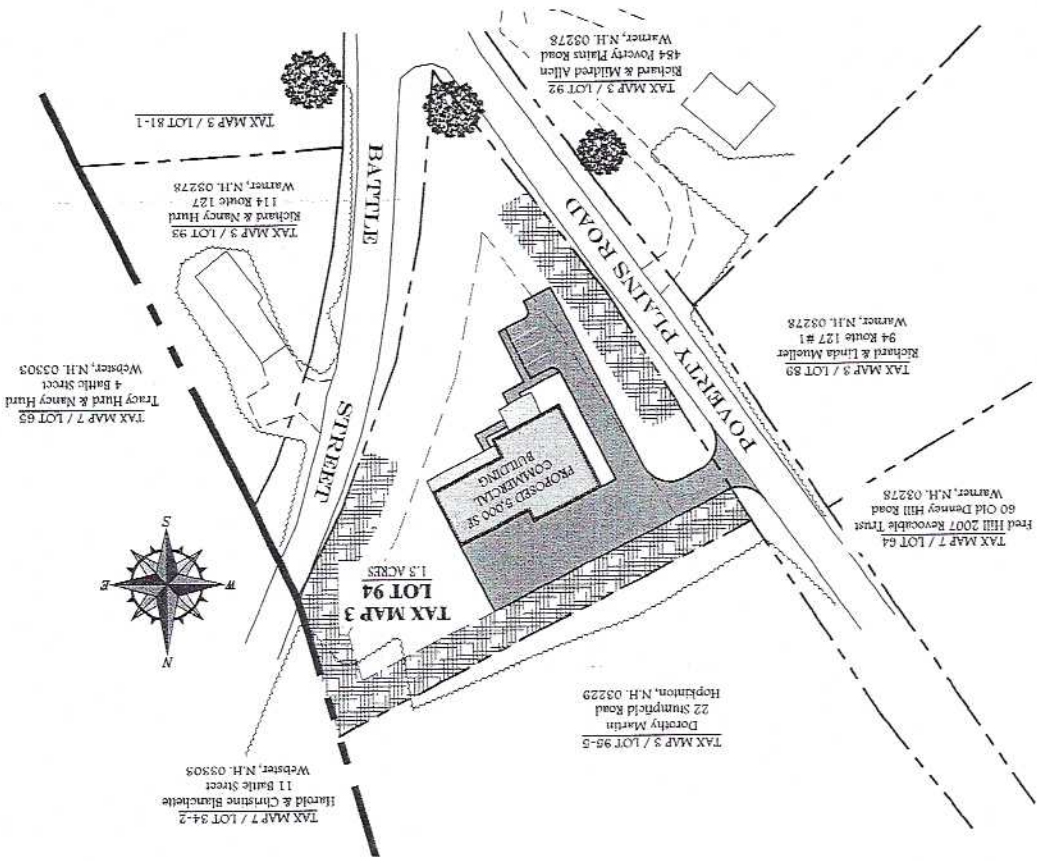 TAX MAP 7 / LOT 34-2
Harold & Christine Blanchette
11 Battle Street
Webster, N.H. 03303
TAX MAP 3 / LOT 95-5
Dorothy Martin
22 Stumpfield Road
Hopkinton, N.H. 03229
N
W
E
S
TAX MAP 3
LOT 94
1.3 ACRES
TAX MAP 7 / LOT 64
Fred Hill 2007 Revocable Trust
60 Old Denney Hill Road
Warner, N.H. 03278
PROPOSED 5,000 SF
COMMERCIAL
BUILDING
POVERTY PLAINS ROAD
BATTLE STREET
TAX MAP 7 / LOT 65
Tracy Hurd & Nancy Hurd
4 Battle Street
Webster, N.H. 03303
TAX MAP 3 / LOT 89
Richard & Linda Mueller
94 Route 127 #1
Warner, N.H. 03278
TAX MAP 3 / LOT 93
Richard & Nancy Hurd
114 Route 127
Warner, N.H. 03278
TAX MAP 3 / LOT 81-1
TAX MAP 3 / LOT 92
Richard & Mildred Allen
484 Poverty Plains Road
Warner, N.H. 03278